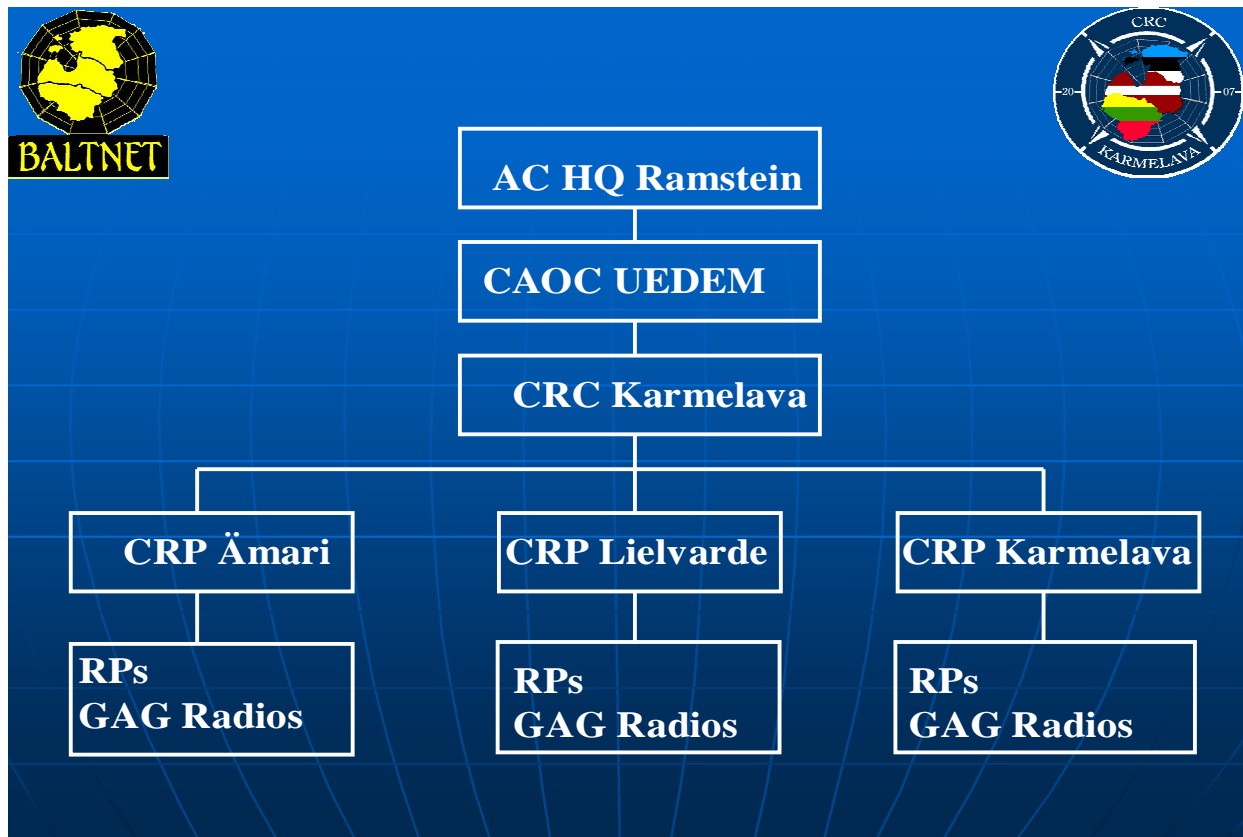 BALTNET
CRC
20
07
KARMELAVA
AC HQ Ramstein
CAOC UEDEM
CRC Karmelava
CRP Ämari
CRP Lielvarde
CRP Karmelava
RPs
GAG Radios
RPs
GAG Radios
RPs
GAG Radios